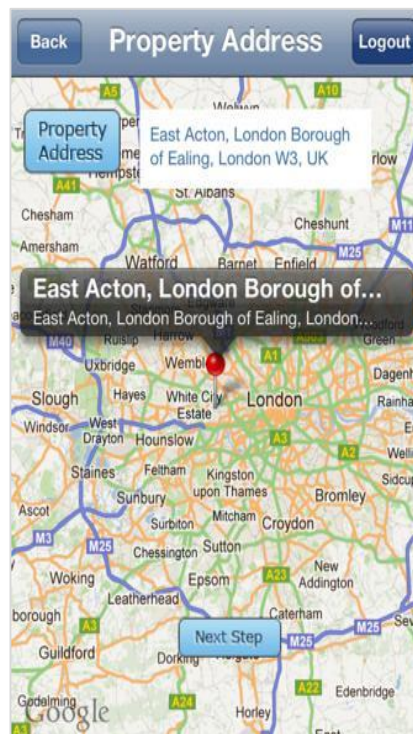 Back
Property Address
Logout
A5
A10
Welwyn
Property
Address
East Acton, London Borough
of Ealing, London W3, UK
A41
St. Albans
Chesham
Cheshunt
M11
Amersham
M25
Watford
Barnet
Enfield
East Acton, London Borough of...
East Acton, London Borough of Ealing, London...
M40
Ruislip
Harrow
Green
Uxbridge
A1
Slough
Hayes
White City
Estate
London
Windsor
West
Drayton
Hounslow
A3
A2
Staines
Feltham
Kingston
upon Thames
Sunbury
Bromley
Ascot
Surbiton
Mitcham
Croydon
M3
M25
Chessington
Sutton
Woking
Epsom
A23
New
Addington
Leatherhead
Caterham
A3
Next Step
M25
M25
Guildford
Dorking
A22
Edenbridge
Godalming
Google
A24
Horley
East